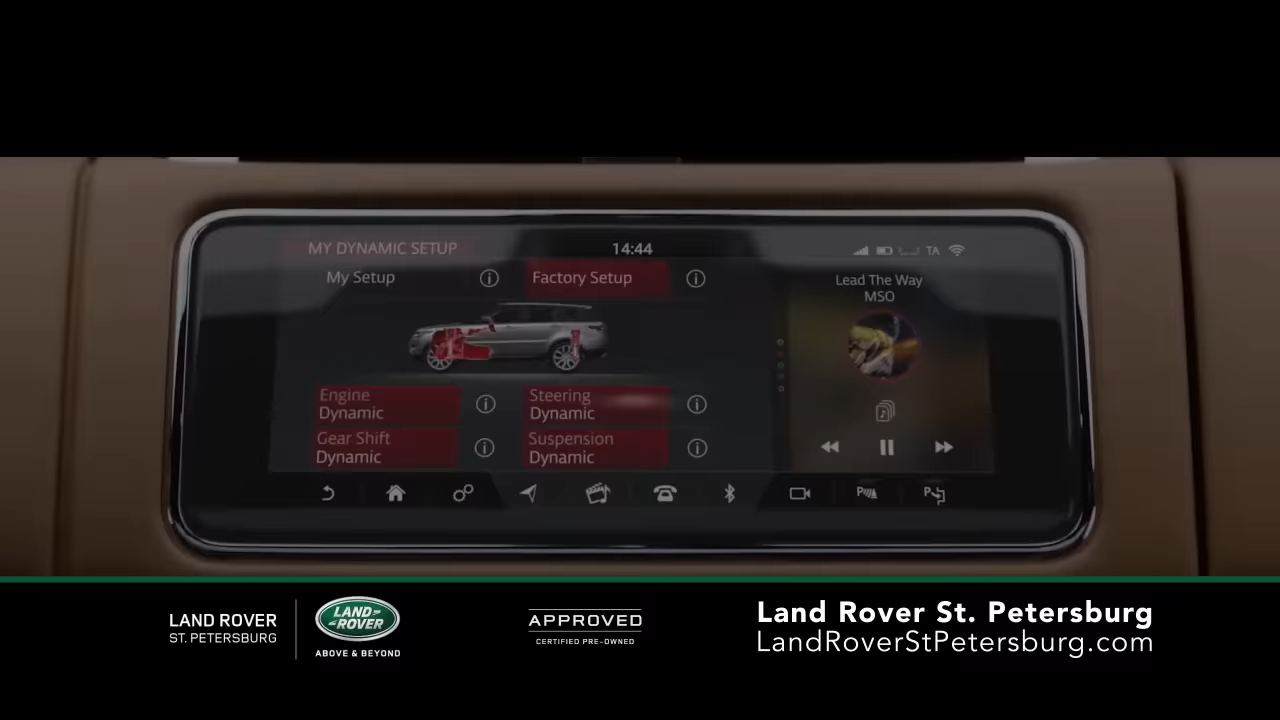 MY DYNAMIC SETUP
14:44
TA
My Setup
Factory Setup
Lead The Way
MSO
Engine
Dynamic
Steering
Dynamic
Gear Shift
Dynamic
Suspension
Dynamic
LAND ROVER
ST. PETERSBURG
LAND-
-ROVER
ABOVE & BEYOND
APPROVED
CERTIFIED PRE-OWNED
Land Rover St. Petersburg
LandRoverStPetersburg.com